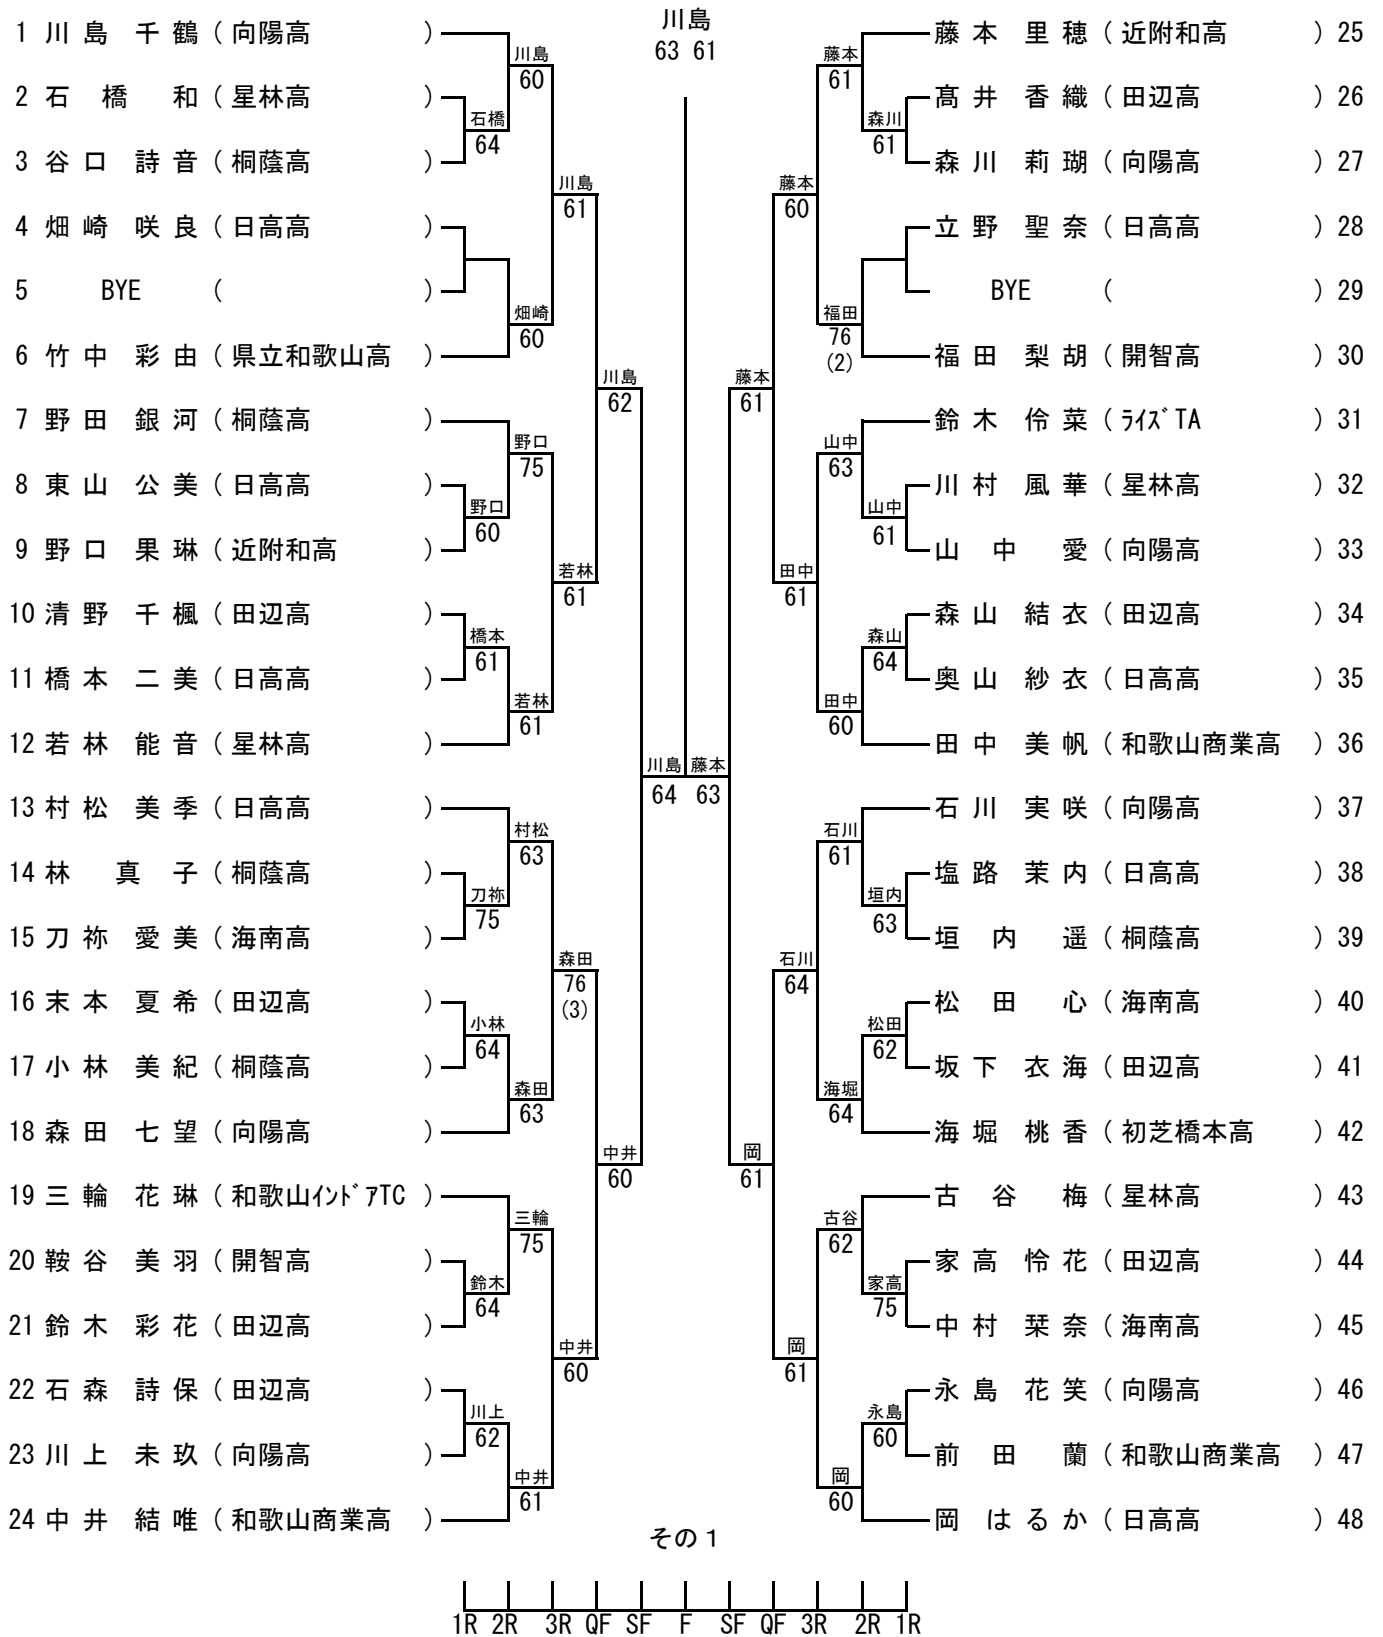 川島
63 61
1 川島 千鶴 ( 向陽高 )
2 石橋 和 ( 星林高 )
3 谷口 詩音 ( 桐蔭高 )
4 畑崎 咲良 ( 日高高 )
5 BYE ( )
6 竹中 彩由 ( 県立和歌山高 )
7 野田 銀河 ( 桐蔭高 )
8 東山 公美 ( 日高高 )
9 野口 果琳 ( 近附和高 )
10 清野 千楓 ( 田辺高 )
11 橋本 二美 ( 日高高 )
12 若林 能音 ( 星林高 )
13 村松 美季 ( 日高高 )
14 林 真子 ( 桐蔭高 )
15 刀祢 愛美 ( 海南高 )
16 末本 夏希 ( 田辺高 )
17 小林 美紀 ( 桐蔭高 )
18 森田 七望 ( 向陽高 )
19 三輪 花琳 ( 和歌山ｲﾝﾄﾞｱTC )
20 鞍谷 美羽 ( 開智高 )
21 鈴木 彩花 ( 田辺高 )
22 石森 詩保 ( 田辺高 )
23 川上 未玖 ( 向陽高 )
24 中井 結唯 ( 和歌山商業高 )
石橋
64
野口
60
橋本
61
刀祢
75
小林
64
鈴木
64
川上
62
川島
60
畑崎
60
野口
75
若林
61
村松
63
森田
63
三輪
75
中井
61
川島
61
若林
61
森田
76
(3)
中井
60
川島
62
中井
60
川島
64
藤本
63
藤本
61
岡
61
藤本
60
田中
61
石川
64
岡
61
藤本
61
福田
76
(2)
山中
63
田中
60
石川
61
海堀
64
古谷
62
岡
60
森川
61
山中
61
森山
64
垣内
63
松田
62
家高
75
永島
60
藤本 里穂 ( 近附和高 ) 25
髙井 香織 ( 田辺高 ) 26
森川 莉瑚 ( 向陽高 ) 27
立野 聖奈 ( 日高高 ) 28
BYE ( ) 29
福田 梨胡 ( 開智高 ) 30
鈴木 伶菜 ( ﾗｲｽﾞTA ) 31
川村 風華 ( 星林高 ) 32
山中 愛 ( 向陽高 ) 33
森山 結衣 ( 田辺高 ) 34
奥山 紗衣 ( 日高高 ) 35
田中 美帆 ( 和歌山商業高 ) 36
石川 実咲 ( 向陽高 ) 37
塩路 茉内 ( 日高高 ) 38
垣内 遥 ( 桐蔭高 ) 39
松田 心 ( 海南高 ) 40
坂下 衣海 ( 田辺高 ) 41
海堀 桃香 ( 初芝橋本高 ) 42
古谷 梅 ( 星林高 ) 43
家高 怜花 ( 田辺高 ) 44
中村 栞奈 ( 海南高 ) 45
永島 花笑 ( 向陽高 ) 46
前田 蘭 ( 和歌山商業高 ) 47
岡 はるか ( 日高高 ) 48
その1
1R 2R 3R QF SF F SF QF 3R 2R 1R